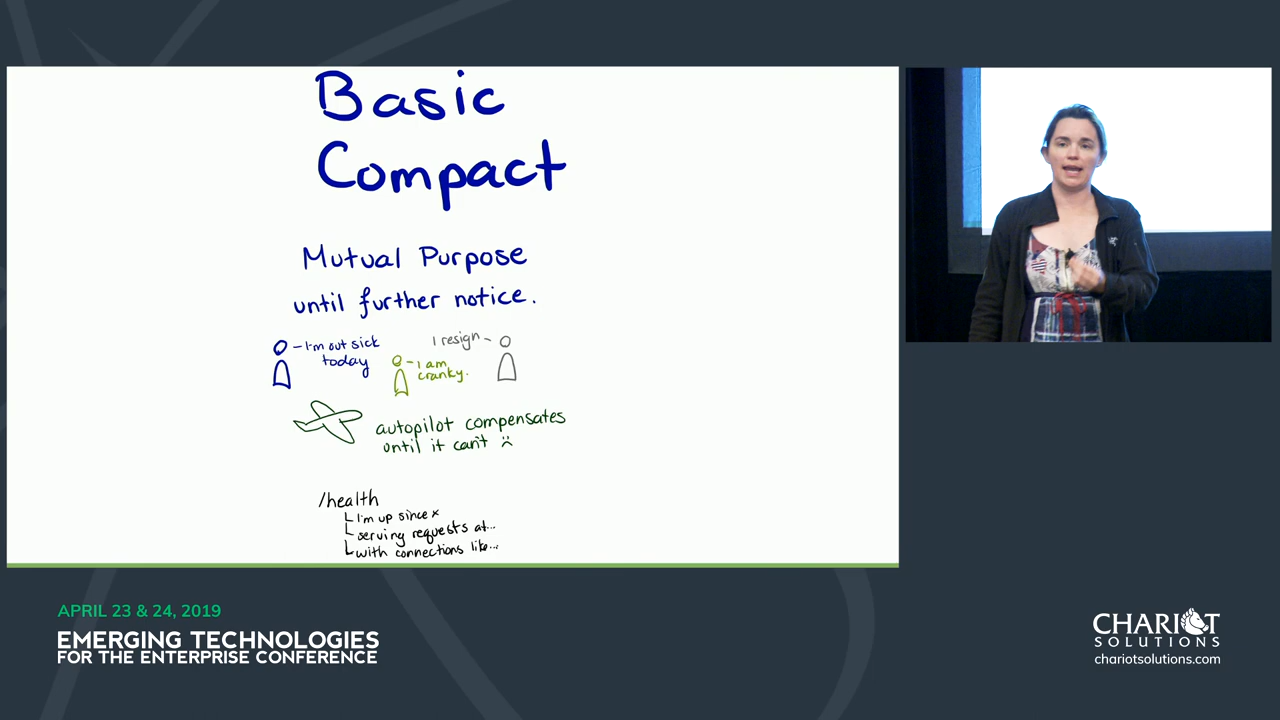 Basic
Compact
Mutual Purpose
until further notice.
- I'm out sick
today
- I am
cranky.
I resign -
autopilot compensates
until it can't :(
/health
I'm up since x
serving requests at...
with connections like...
APRIL 23 & 24, 2019
EMERGING TECHNOLOGIES
FOR THE ENTERPRISE CONFERENCE
CHARIOT
SOLUTIONS
chariotsolutions.com